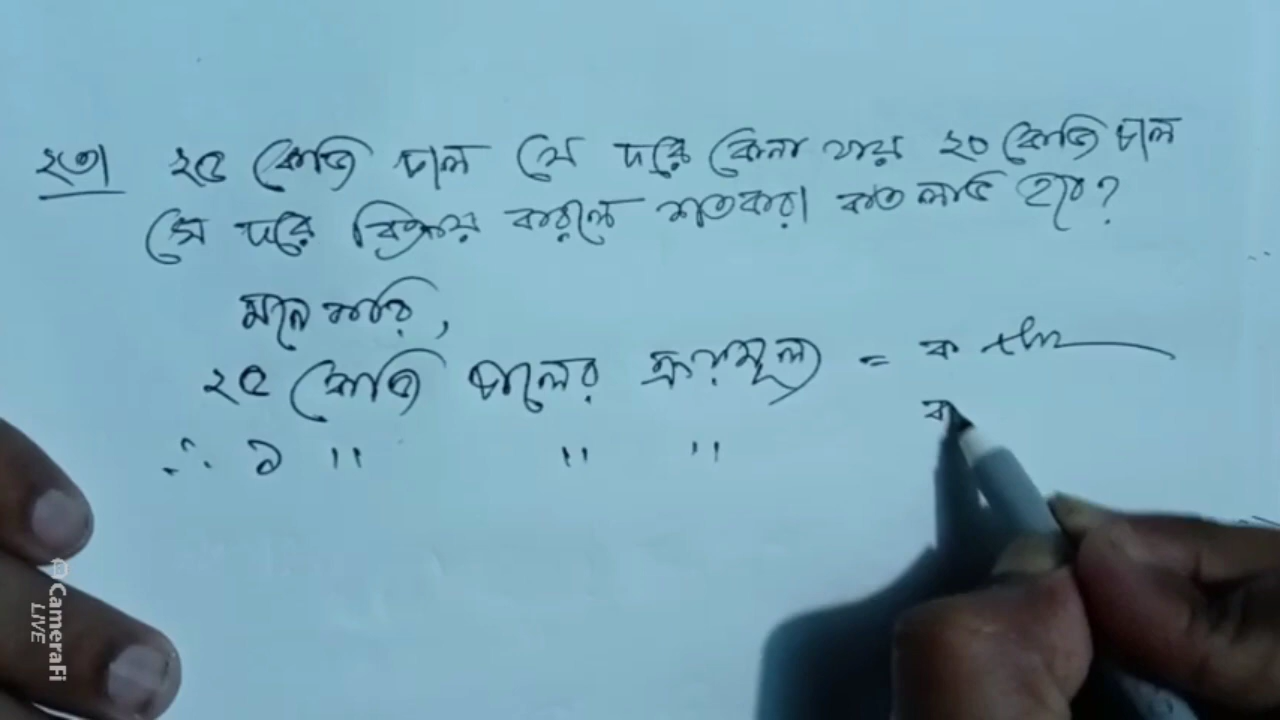 ২৩। ২৫ কেজি চাল যে দরে কেনা যায় ২০ কেজি চাল
সে দরে বিক্রয় করলে শতকরা কত লাভ হবে?
মনে করি,
২৫ কেজি চালের ক্রয়মূল্য = ক টাকা
∴ ১ " " " ক
CameraFi
LIVE